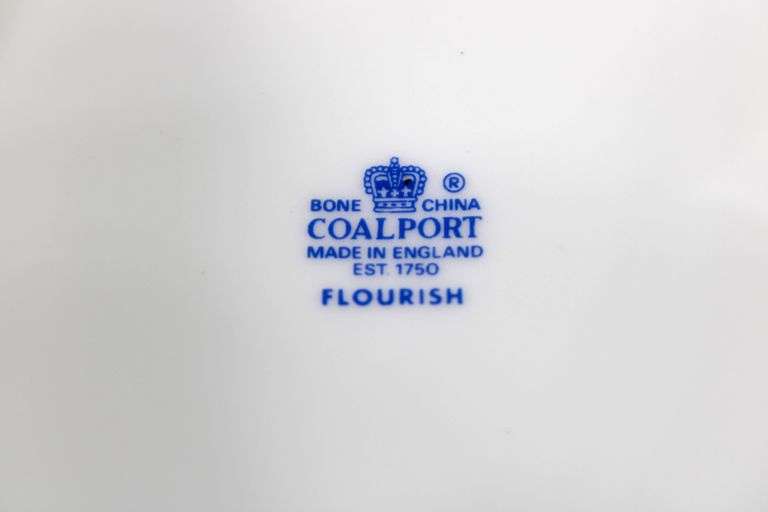 ®
BONE CHINA
COALPORT
MADE IN ENGLAND
EST. 1750
FLOURISH